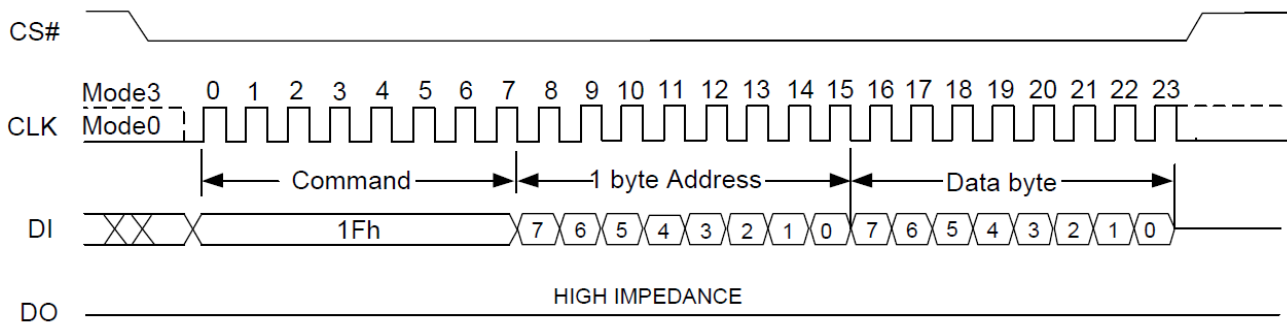 CS#
Mode3 0 1 2 3 4 5 6 7 8 9 10 11 12 13 14 15 16 17 18 19 20 21 22 23
CLK Mode0
Command 1 byte Address Data byte
DI 1Fh 7 6 5 4 3 2 1 0 7 6 5 4 3 2 1 0
HIGH IMPEDANCE
DO